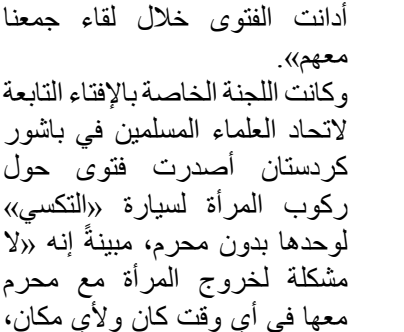 أدانت الفتوى خلال لقاء جمعنا
معهم».
وكانت اللجنة الخاصة بالإفتاء التابعة
لاتحاد العلماء المسلمين في باشور
كردستان أصدرت فتوى حول
ركوب المرأة لسيارة «التكسي»
لوحدها بدون محرم، مبينةً إنه «لا
مشكلة لخروج المرأة مع محرم
معها في أي وقت كان ولأي مكان،